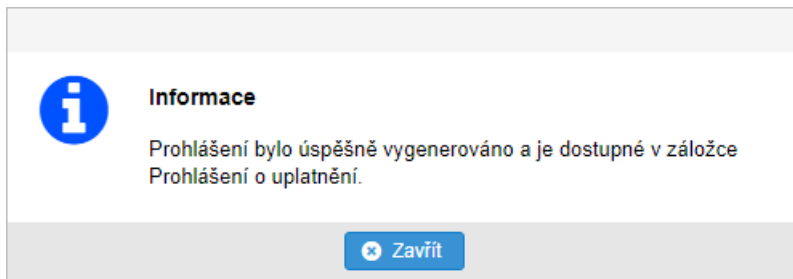 Informace
Prohlášení bylo úspěšně vygenerováno a je dostupné v záložce
Prohlášení o uplatnění.
Zavřít